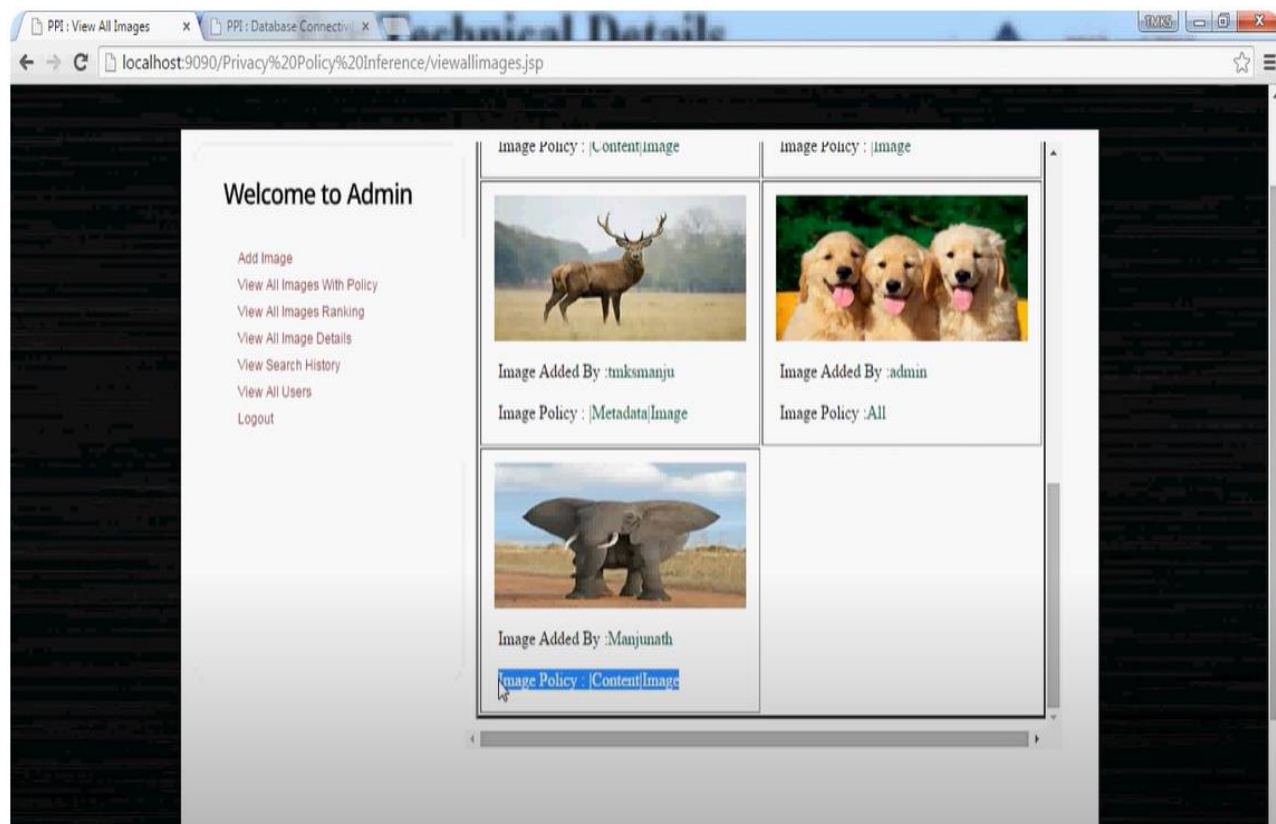 Technical Details
PPI : View All Images
PPI : Database Connectivi
TMKS
localhost:9090/Privacy%20Policy%20Inference/viewallimages.jsp
Welcome to Admin
Add Image
View All Images With Policy
View All Images Ranking
View All Image Details
View Search History
View All Users
Logout
Image Policy : |Content|Image
Image Policy : |Image
Image Added By :tmksmanju
Image Policy : |Metadata|Image
Image Added By :admin
Image Policy :All
Image Added By :Manjunath
Image Policy : |Content|Image